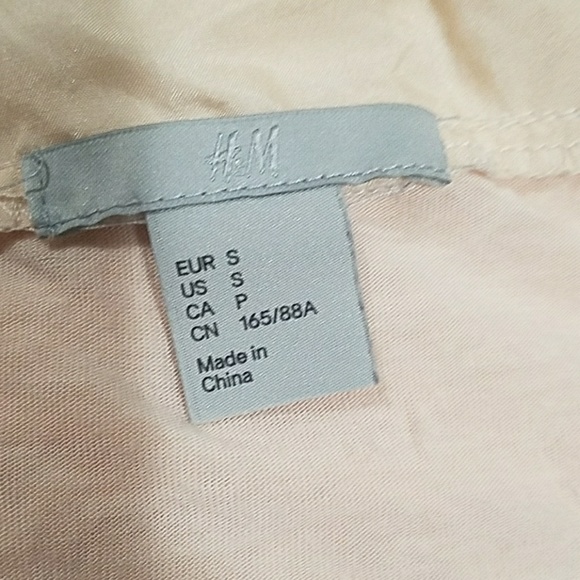 H&M
EUR S
US S
CA P
CN 165/88A
Made in
China